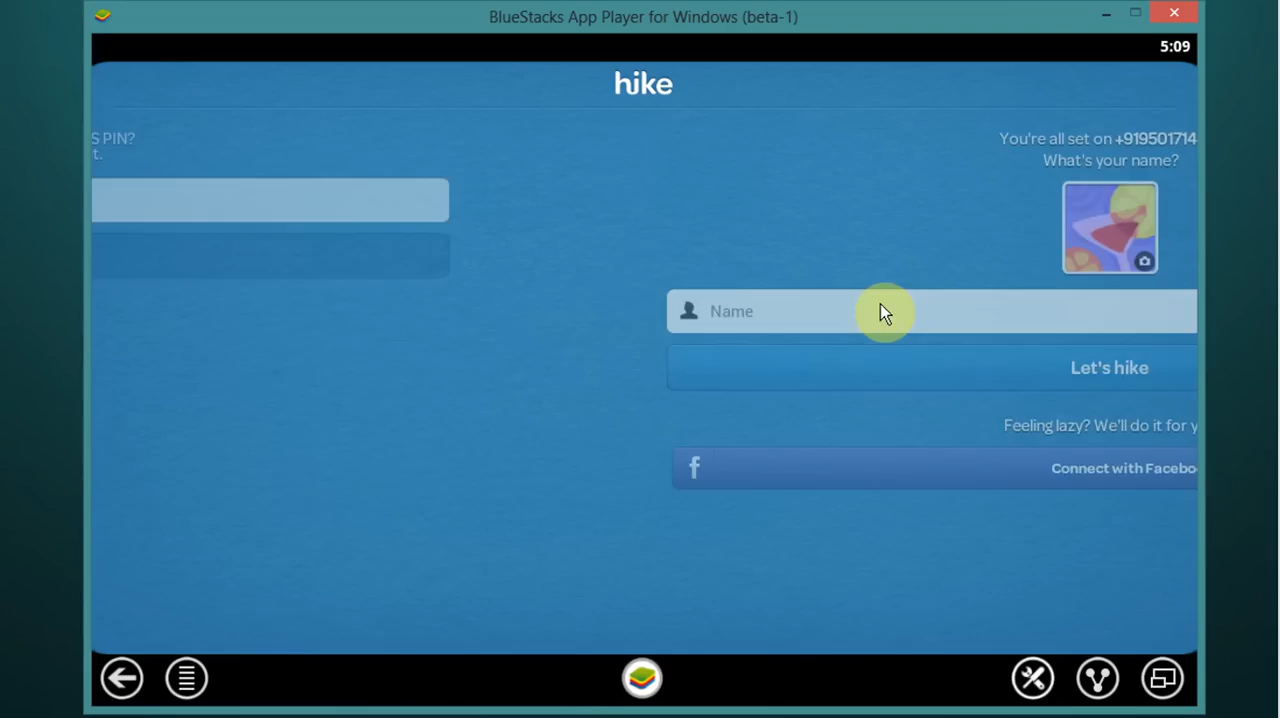 BlueStacks App Player for Windows (beta-1)
5:09
hike
S PIN?
t.
You're all set on +919501714
What's your name?
Name
Let's hike
Feeling lazy? We'll do it for y
Connect with Facebo